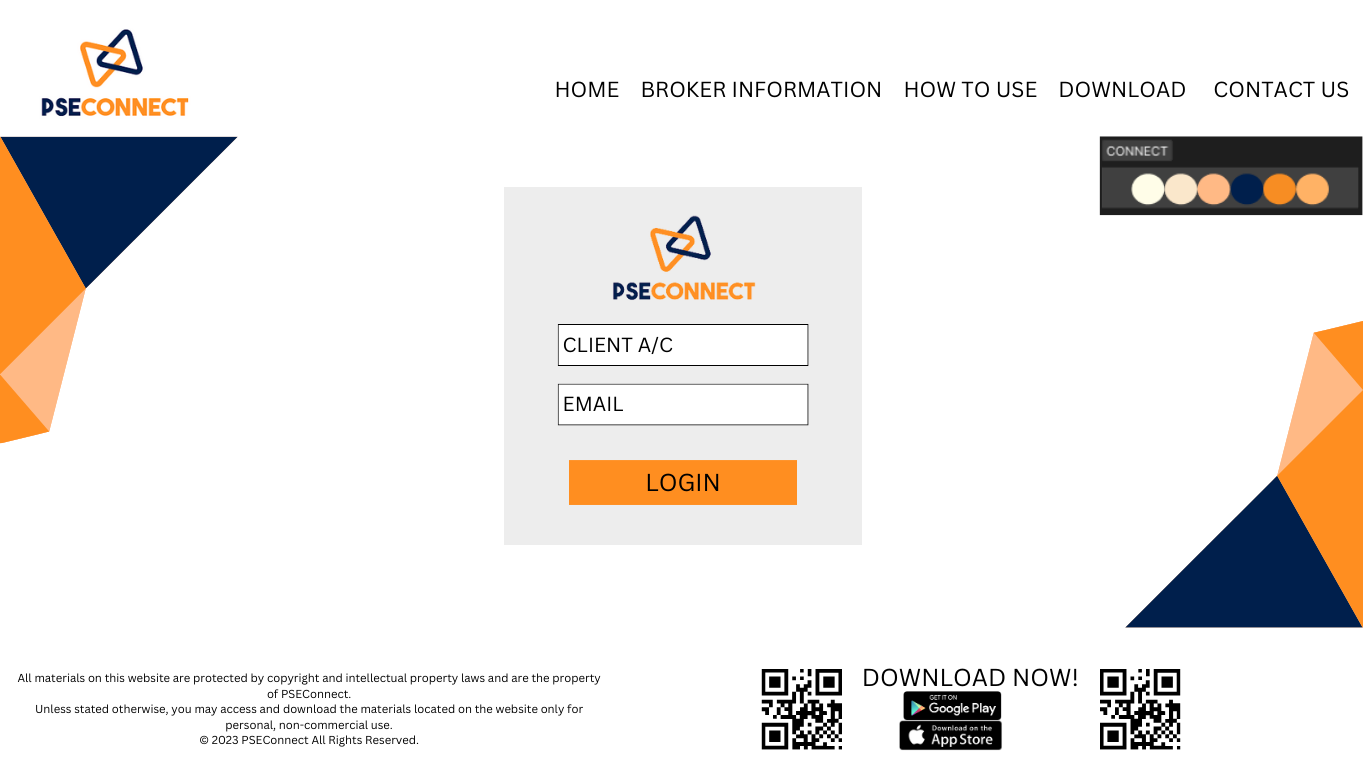 PSECONNECT
HOME BROKER INFORMATION HOW TO USE DOWNLOAD CONTACT US
CONNECT
PSECONNECT
CLIENT A/C
EMAIL
LOGIN
All materials on this website are protected by copyright and intellectual property laws and are the property
of PSEConnect.
Unless stated otherwise, you may access and download the materials located on the website only for
personal, non-commercial use.
© 2023 PSEConnect All Rights Reserved.
DOWNLOAD NOW!
GET IT ON
Google Play
Download on the
App Store